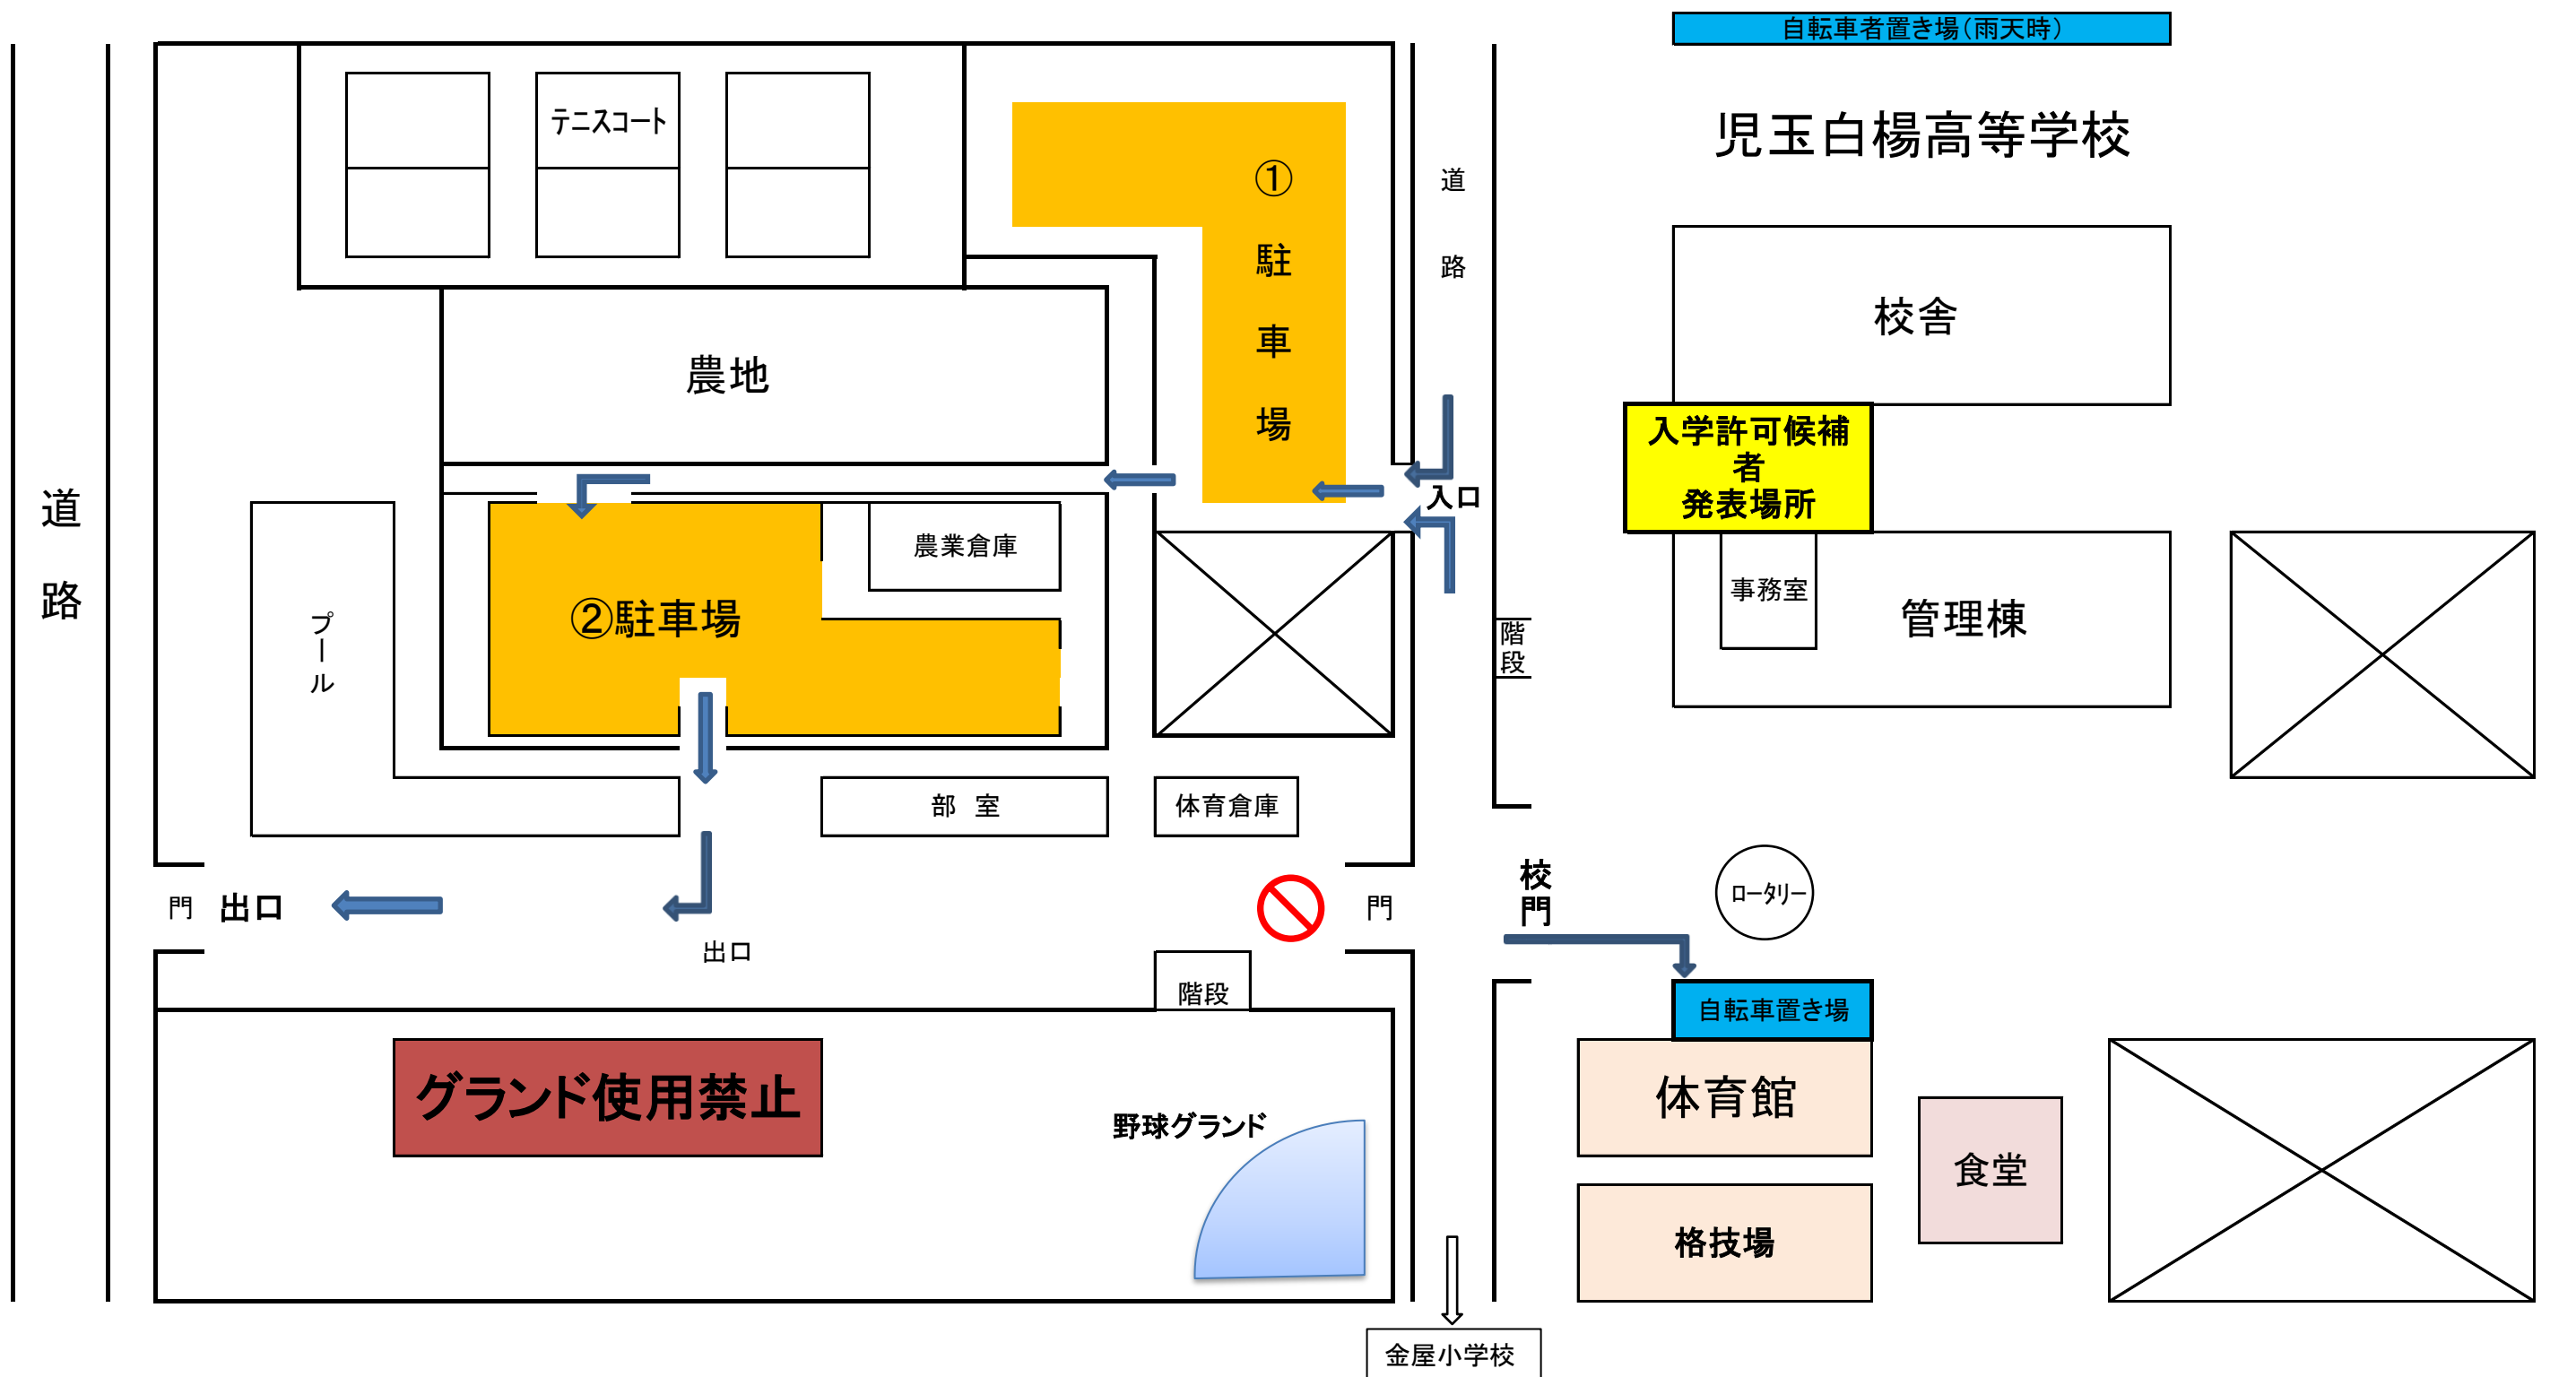 自転車者置き場（雨天時）
児玉白楊高等学校
テニスコート
①駐車場
道路
校舎
農地
入学許可候補
者
発表場所
入口
道路
農業倉庫
②駐車場
プール
事務室
管理棟
階段
部　室
体育倉庫
門
出口
門
校門
ロータリー
出口
階段
自転車置き場
グランド使用禁止
野球グランド
体育館
食堂
格技場
金屋小学校